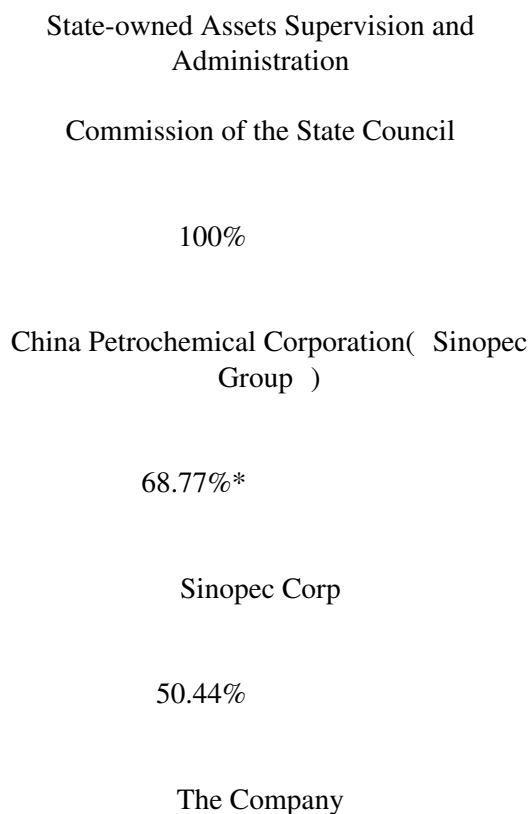 State-owned Assets Supervision and
Administration
Commission of the State Council
100%
China Petrochemical Corporation( Sinopec
Group )
68.77%*
Sinopec Corp
50.44%
The Company